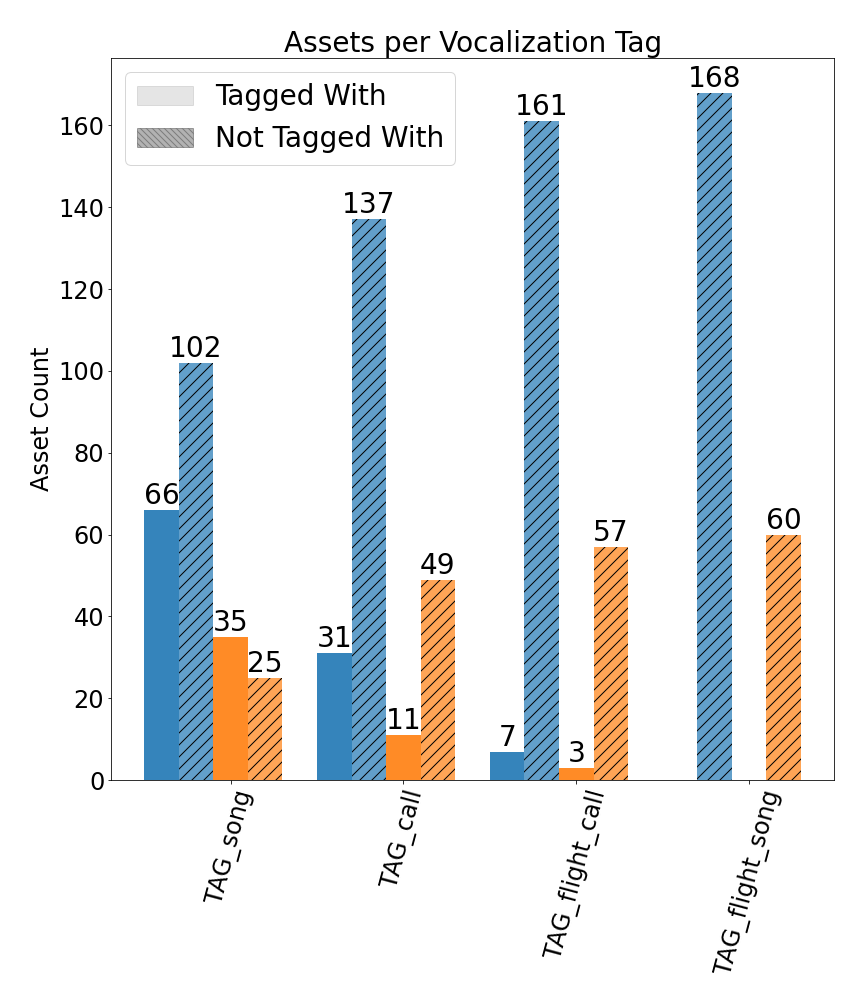 Assets per Vocalization Tag
Tagged With
Not Tagged With
Asset Count
160
140
120
100
80
60
40
20
0
66
102
35
25
31
137
11
49
7
161
3
57
168
60
TAG_song
TAG_call
TAG_flight_call
TAG_flight_song